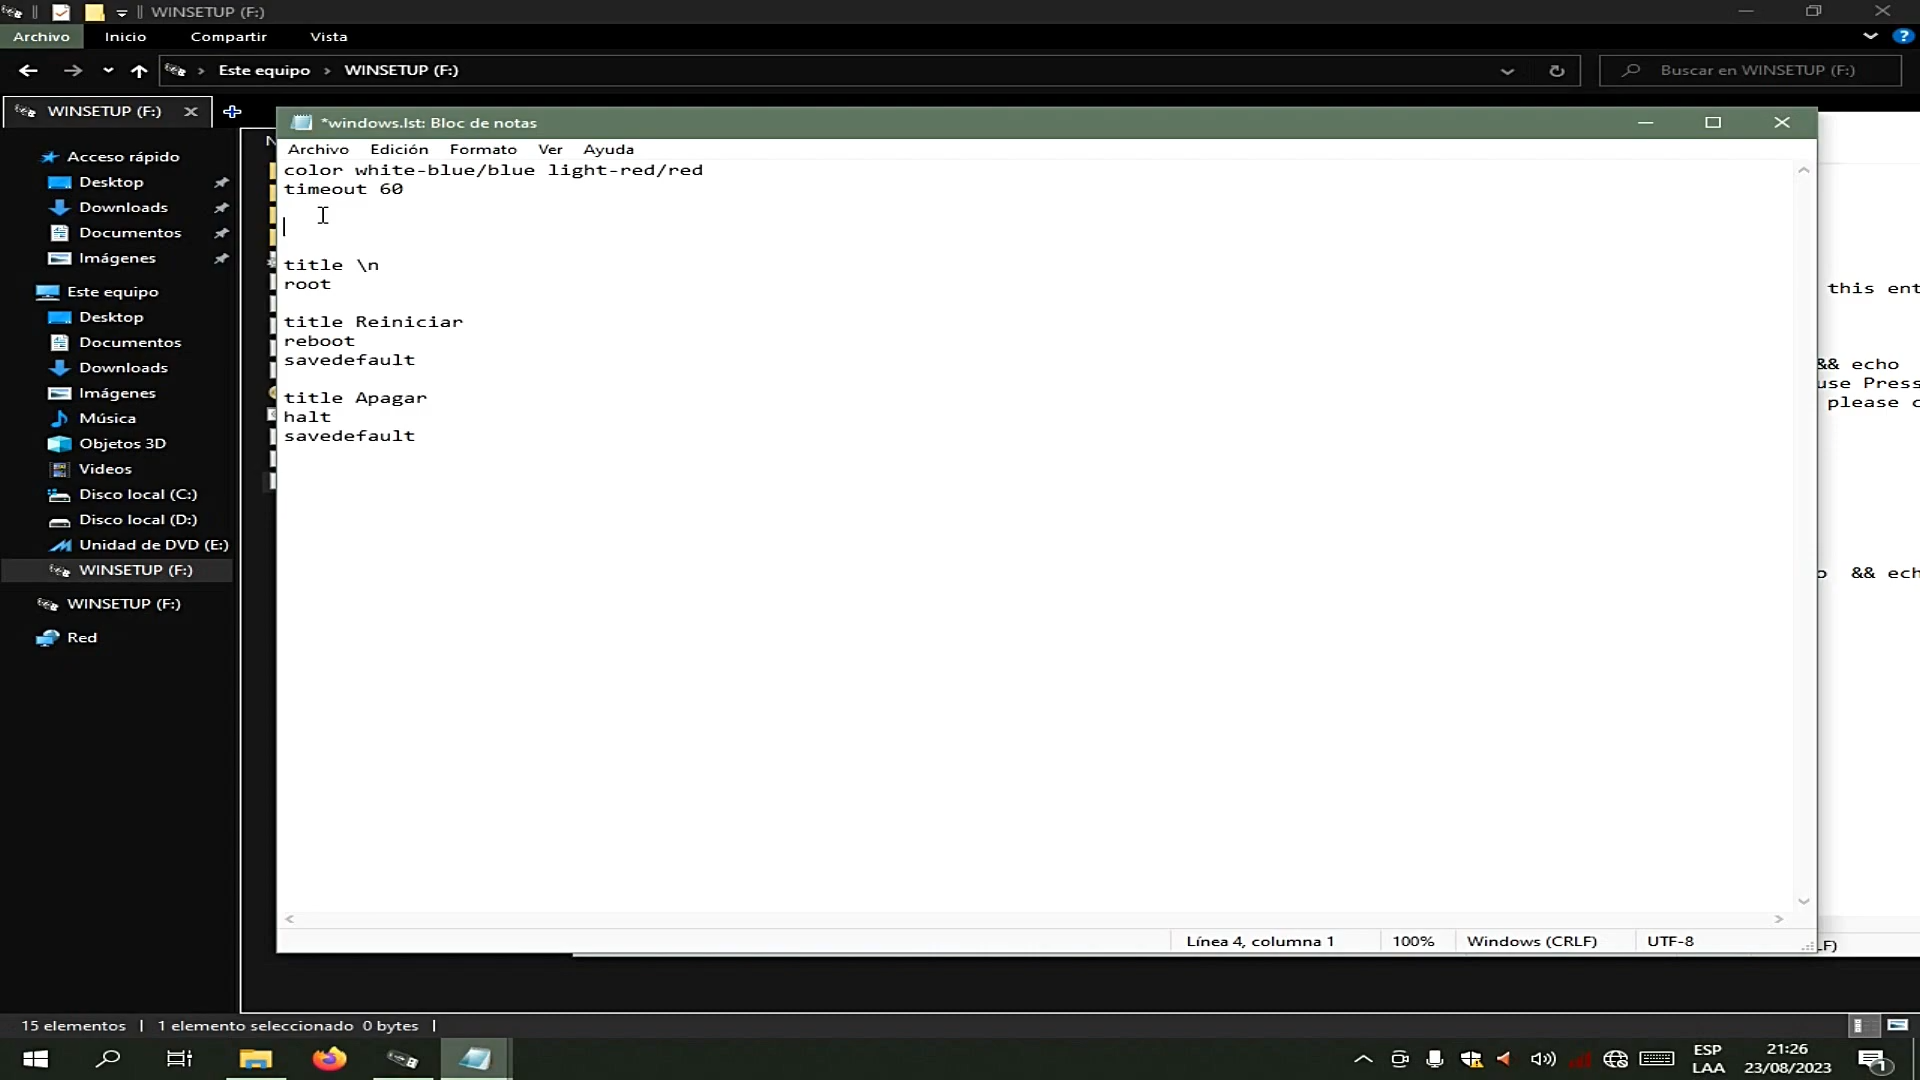 WINSETUP (F:)
Archivo Inicio Compartir Vista
Este equipo > WINSETUP (F:)
Buscar en WINSETUP (F:)
WINSETUP (F:)
*windows.lst: Bloc de notas
Archivo Edición Formato Ver Ayuda
color white-blue/blue light-red/red
timeout 60
title \n
root
title Reiniciar
reboot
savedefault
title Apagar
halt
savedefault
Línea 4, columna 1 100% Windows (CRLF) UTF-8
Acceso rápido
Desktop
Downloads
Documentos
Imágenes
Este equipo
Desktop
Documentos
Downloads
Imágenes
Música
Objetos 3D
Videos
Disco local (C:)
Disco local (D:)
Unidad de DVD (E:)
WINSETUP (F:)
WINSETUP (F:)
Red
this ent
&& echo
use Press
please c
&& ech
LF)
15 elementos | 1 elemento seleccionado 0 bytes |
ESP
LAA
21:26
23/08/2023
1